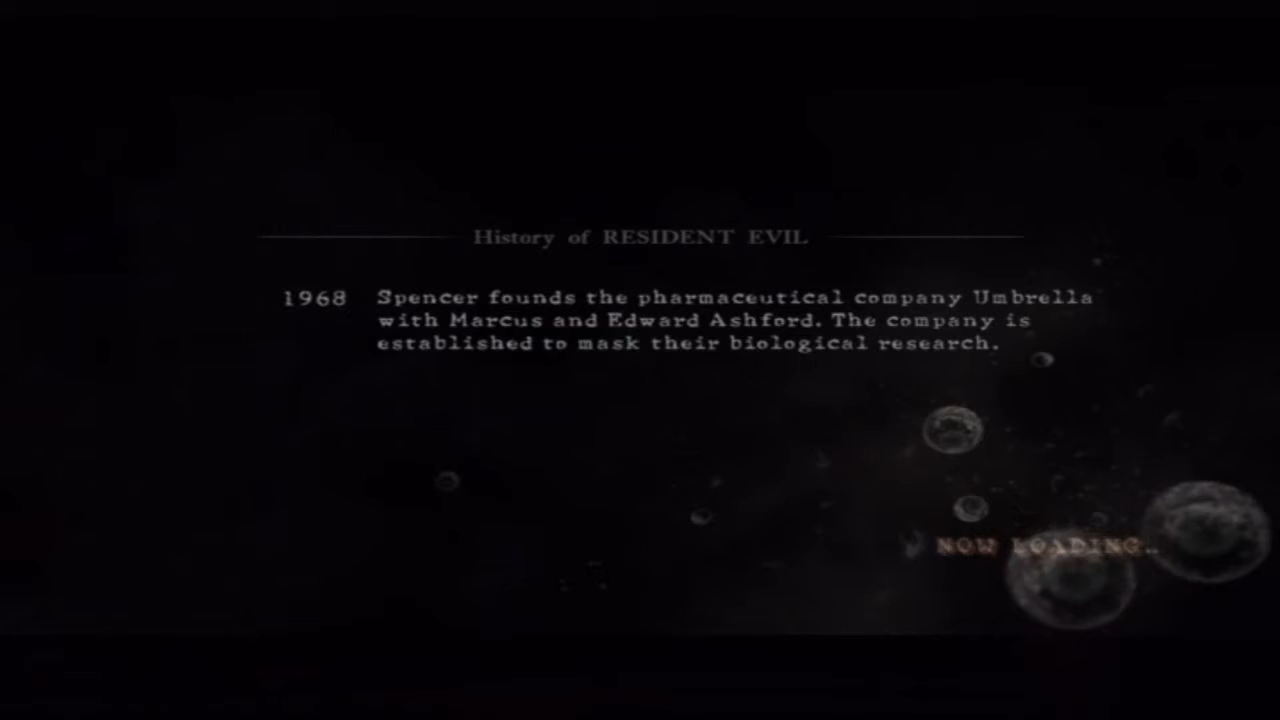 History of RESIDENT EVIL
1968 Spencer founds the pharmaceutical company Umbrella
with Marcus and Edward Ashford. The company is
established to mask their biological research.
NOW LOADING..